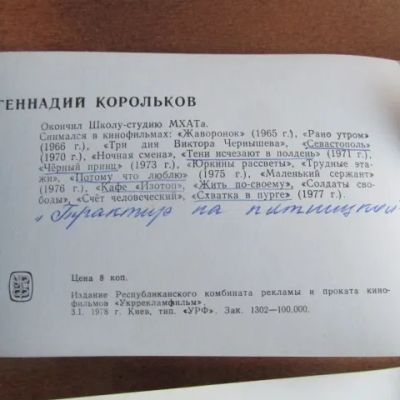 ГЕННАДИЙ КОРОЛЬКОВ
Окончил Школу-студию МХАТа.
Снимался в кинофильмах: «Жаворонок» (1965 г.), «Рано утром»
(1966 г.), «Три дня Виктора Чернышева», «Севастополь»
(1970 г.), «Ночная смена», «Тени исчезают в полдень» (1971 г.),
«Чёрный принц» (1973 г.), «Юркины рассветы», «Трудные эта-
жи», «Потому что люблю» (1975 г.), «Маленький сержант»
(1976 г.), «Кафе «Изотоп», «Жить по-своему», «Солдаты сво-
боды», «Счёт человеческий», «Схватка в пурге» (1977 г.).
«Трактир на пятницкой
Цена 8 коп.
Издание Республиканского комбината рекламы и проката кино-
фильмов «Укррекламфильм».
3.I. 1978 г. Киев, тип. «УРФ». Зак. 1302—100.000.